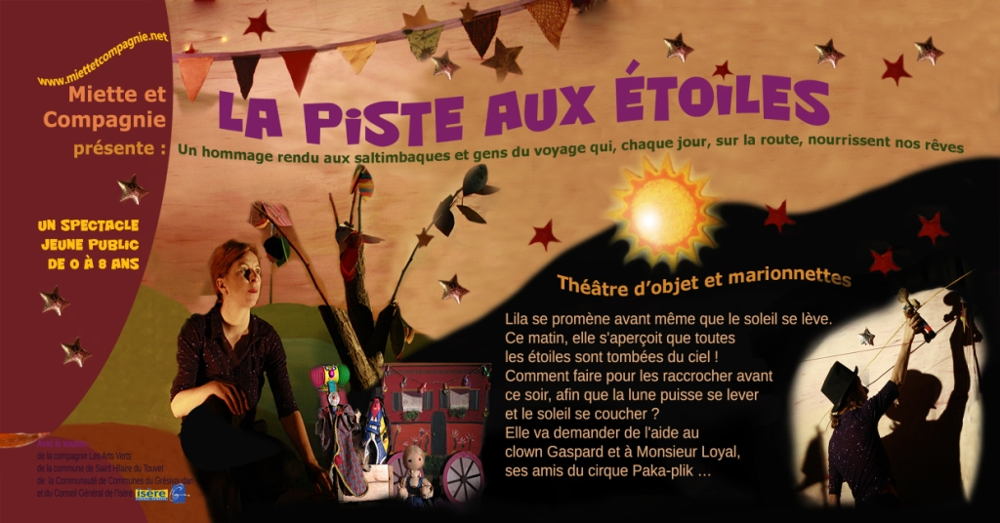 www.miettetcompagnie.net
Miette et
Compagnie
présente :
LA PISTE AUX ÉTOILES
Un hommage rendu aux saltimbaques et gens du voyage qui, chaque jour, sur la route, nourrissent nos rêves
UN SPECTACLE
JEUNE PUBLIC
DE 0 À 8 ANS
Théâtre d'objet et marionnettes
Lila se promène avant même que le soleil se lève.
Ce matin, elle s'aperçoit que toutes
les étoiles sont tombées du ciel !
Comment faire pour les raccrocher avant
ce soir, afin que la lune puisse se lever
et le soleil se coucher ?
Elle va demander de l'aide au
clown Gaspard et à Monsieur Loyal,
ses amis du cirque Paka-plik ...
de la compagnie Les Arts Verts
de la commune de Saint Hilaire du Touvet
de la Communauté de Communes du Grésivaudan
et du Conseil Général de l'Isère
isère